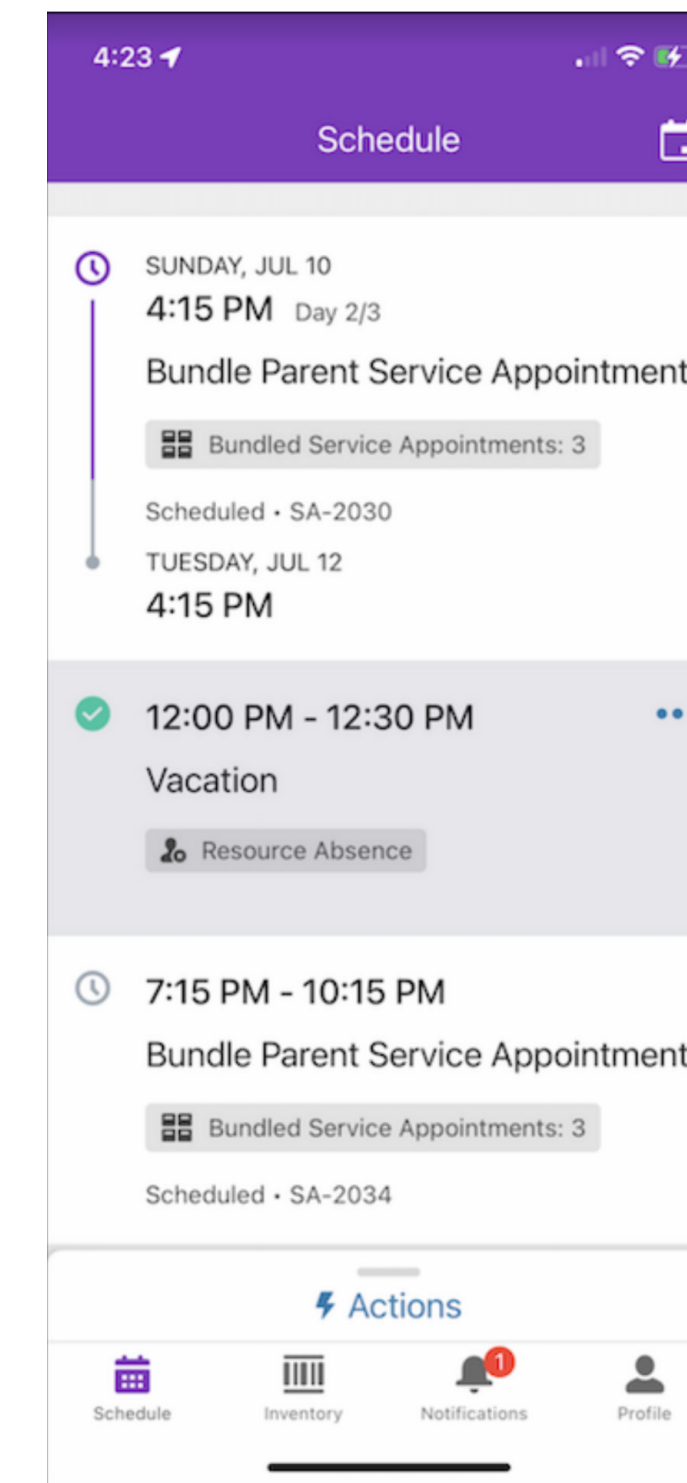 4:23
Schedule
SUNDAY, JUL 10
4:15 PM Day 2/3
Bundle Parent Service Appointment
Bundled Service Appointments: 3
Scheduled • SA-2030
TUESDAY, JUL 12
4:15 PM
12:00 PM - 12:30 PM
Vacation
Resource Absence
7:15 PM - 10:15 PM
Bundle Parent Service Appointment
Bundled Service Appointments: 3
Scheduled • SA-2034
Actions
1
Schedule Inventory Notifications Profile